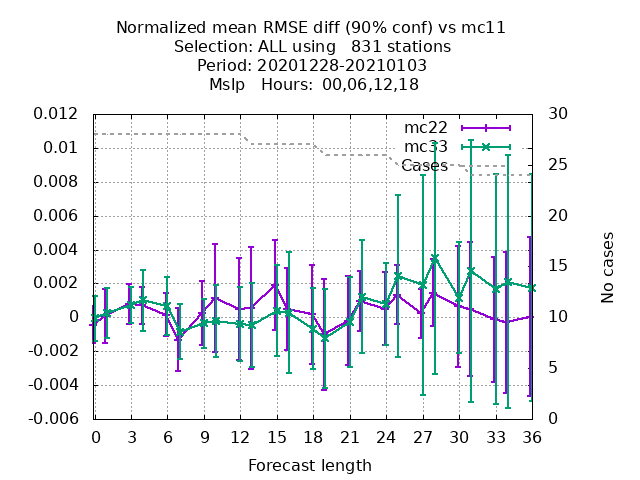 Normalized mean RMSE diff (90% conf) vs mc11
Selection: ALL using   831 stations
Period: 20201228-20210103
Mslp   Hours: 00,06,12,18
mc22
mc33
Cases
0.012
0.01
0.008
0.006
0.004
0.002
0
-0.002
-0.004
-0.006
30
25
20
15
10
5
0
No cases
0 3 6 9 12 15 18 21 24 27 30 33 36
Forecast length